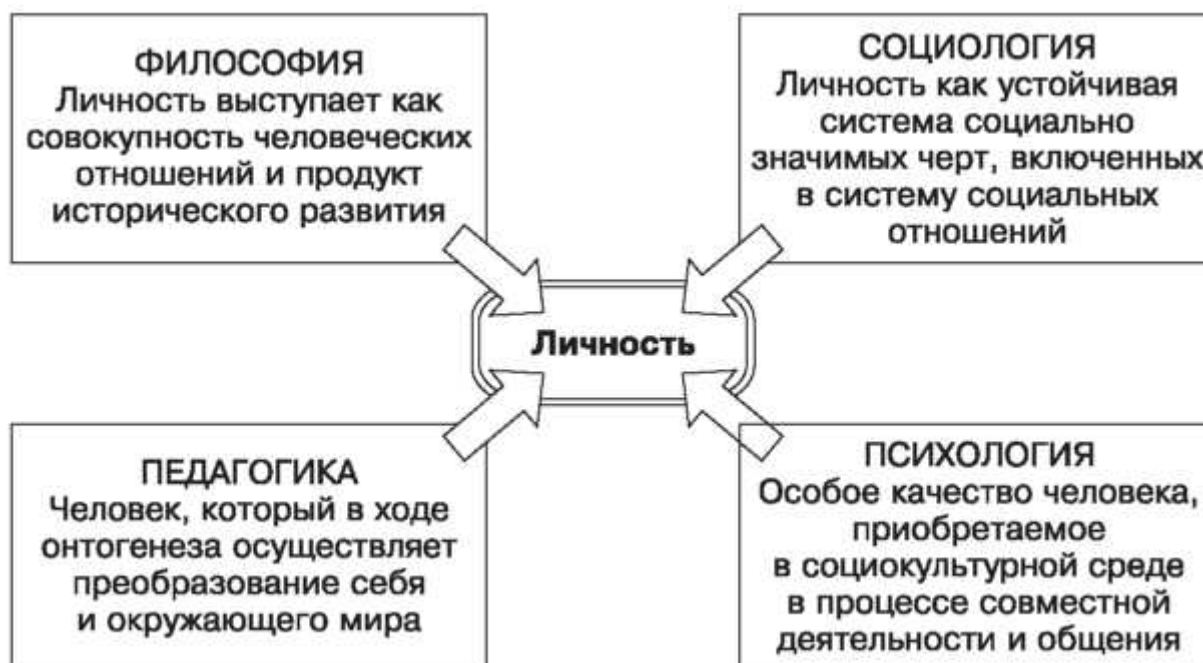 ФИЛОСОФИЯ
Личность выступает как
совокупность человеческих
отношений и продукт
исторического развития
СОЦИОЛОГИЯ
Личность как устойчивая
система социально
значимых черт, включенных
в систему социальных
отношений
Личность
ПЕДАГОГИКА
Человек, который в ходе
онтогенеза осуществляет
преобразование себя
и окружающего мира
ПСИХОЛОГИЯ
Особое качество человека,
приобретаемое
в социокультурной среде
в процессе совместной
деятельности и общения